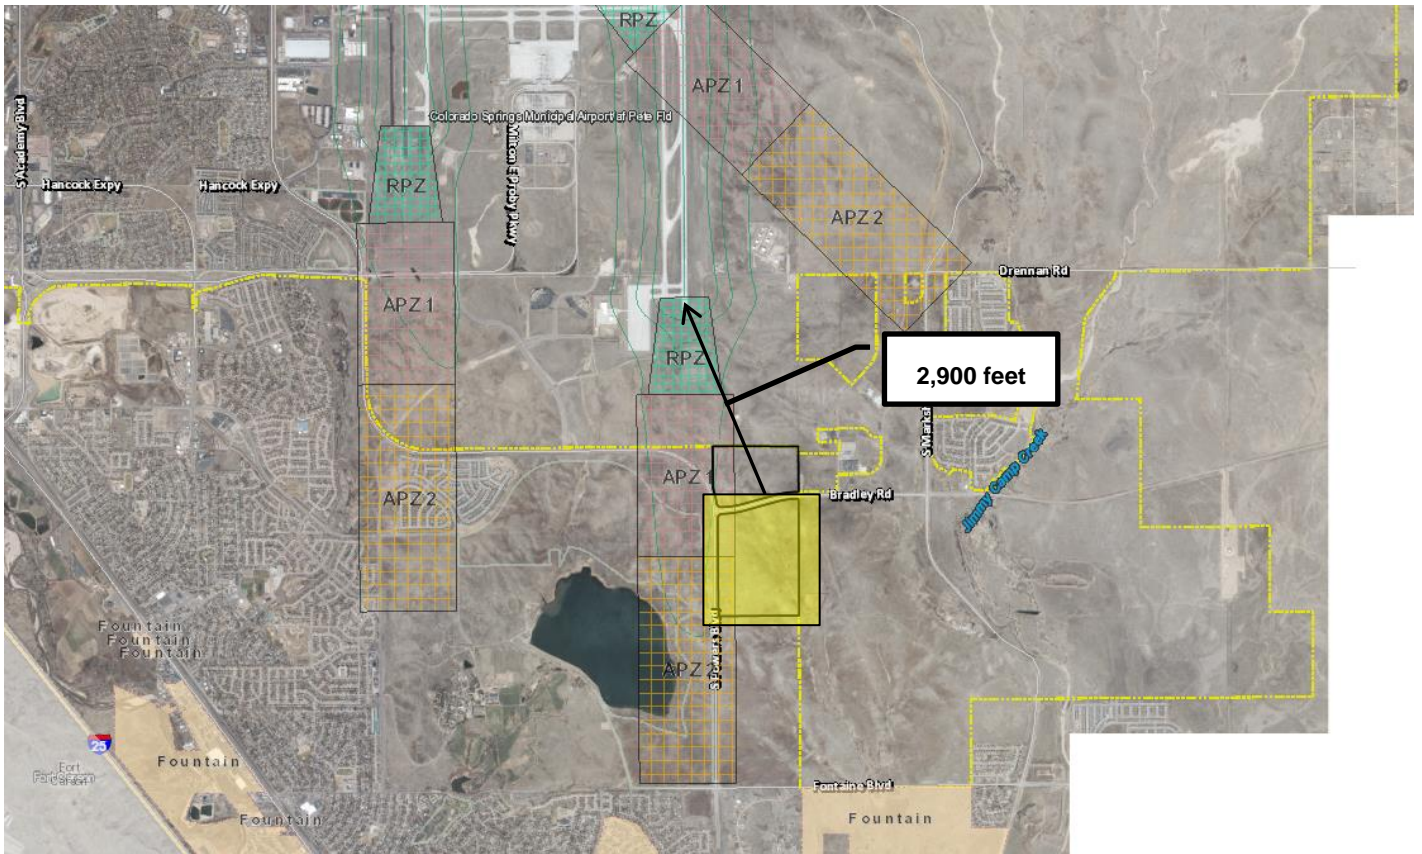 RPZ
APZ 1
S Academy Blvd
Colorado Springs Municipal Airport/af Pete Fld
Milton E Proby Pkwy
Hancock Expy
Hancock Expy
RPZ
APZ 2
Drennan Rd
APZ 1
RPZ
2,900 feet
S Marksh
Jimmy Camp Creek
APZ 1
APZ 2
Bradley Rd
Fountain
Fountain
Fountain
APZ 2
S Powers Blvd
25
Fort
Carson
Fountain
Fontaine Blvd
Fountain
Fountain